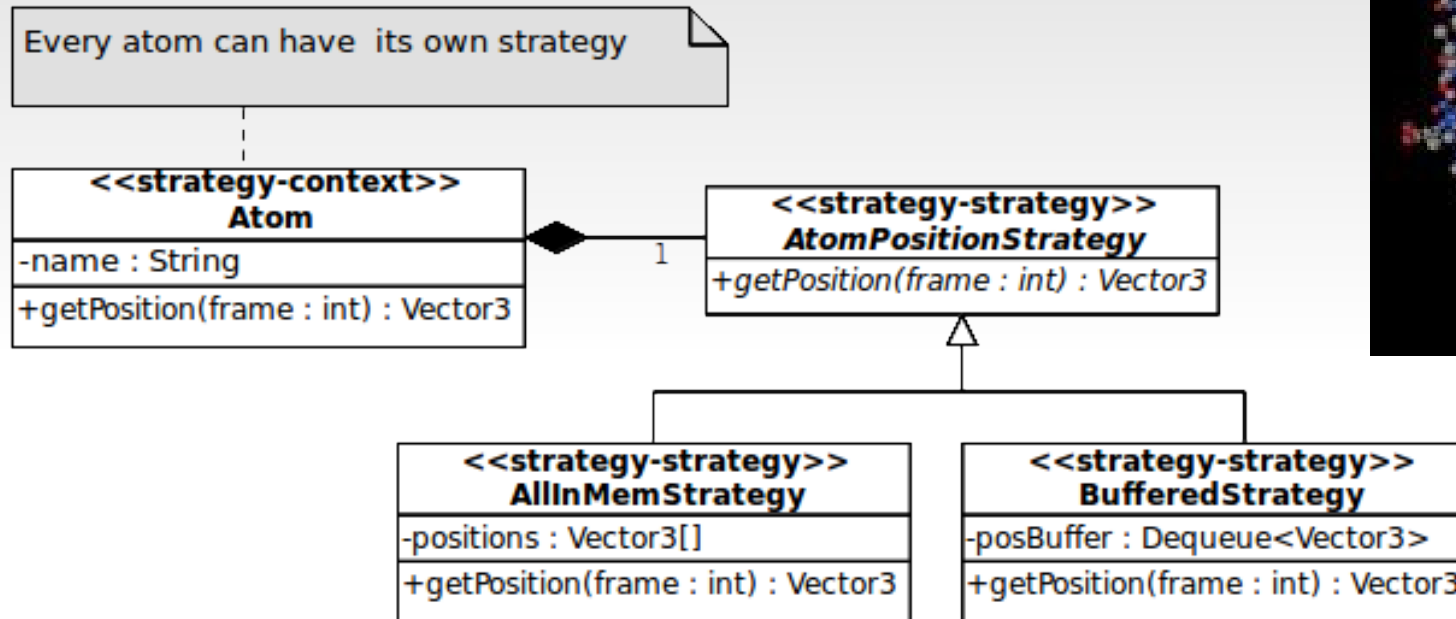 Every atom can have its own strategy
<<strategy-context>>
Atom
-name : String
+getPosition(frame : int) : Vector3
1
<<strategy-strategy>>
AtomPositionStrategy
+getPosition(frame : int) : Vector3
<<strategy-strategy>>
AllInMemStrategy
-positions : Vector3[]
+getPosition(frame : int) : Vector3
<<strategy-strategy>>
BufferedStrategy
-posBuffer : Dequeue<Vector3>
+getPosition(frame : int) : Vector3